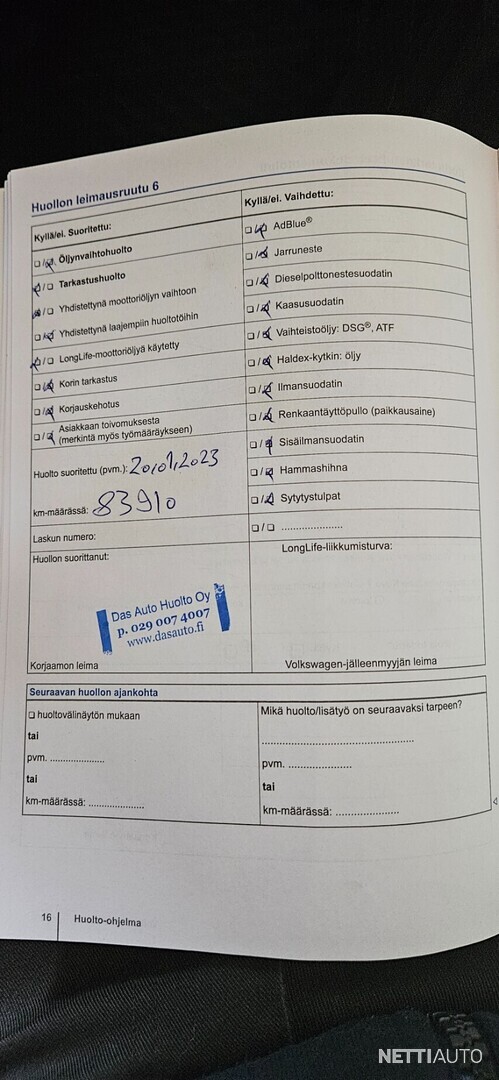 Huollon leimausruutu 6
Kyllä/ei. Suoritettu:
☐/☒. Öljynvaihtohuolto
☒/☐ Tarkastushuolto
☒/☐ Yhdistettynä moottoriöljyn vaihtoon
☐/☒ Yhdistettynä laajempiin huoltotöihin
☒/☐ LongLife-moottoriöljyä käytetty
☐/☒ Korin tarkastus
☐/☒ Korjauskehotus
☐/☒ Asiakkaan toivomuksesta
(merkintä myös työmääräykseen)
Huolto suoritettu (pvm.): 20,01,2023
km-määrässä: 83910
Laskun numero:
Huollon suorittanut:
Das Auto Huolto Oy
p. 029 007 4007
www.dasauto.fi
Korjaamon leima
Kyllä/ei. Vaihdettu:
☐/☒ AdBlue®
☐/☒ Jarruneste
☐/☒ Dieselpolttonestesuodatin
☐/☒ Kaasusuodatin
☐/☒ Vaihteistoöljy: DSG®, ATF
☐/☒ Haldex-kytkin: öljy
☐/☒ Ilmansuodatin
☐/☒ Renkaantäyttöpullo (paikkausaine)
☐/☒ Sisäilmansuodatin
☐/☒ Hammashihna
☐/☒ Sytytystulpat
☐/☐ .....................
LongLife-liikkumisturva:
Volkswagen-jälleenmyyjän leima
Seuraavan huollon ajankohta
☐ huoltovälinäytön mukaan
tai
pvm. ...................
tai
km-määrässä: ...................
Mikä huolto/lisätyö on seuraavaksi tarpeen?
..................................................
pvm. .....................
tai
km-määrässä: .....................
16 Huolto-ohjelma
NETTIAUTO